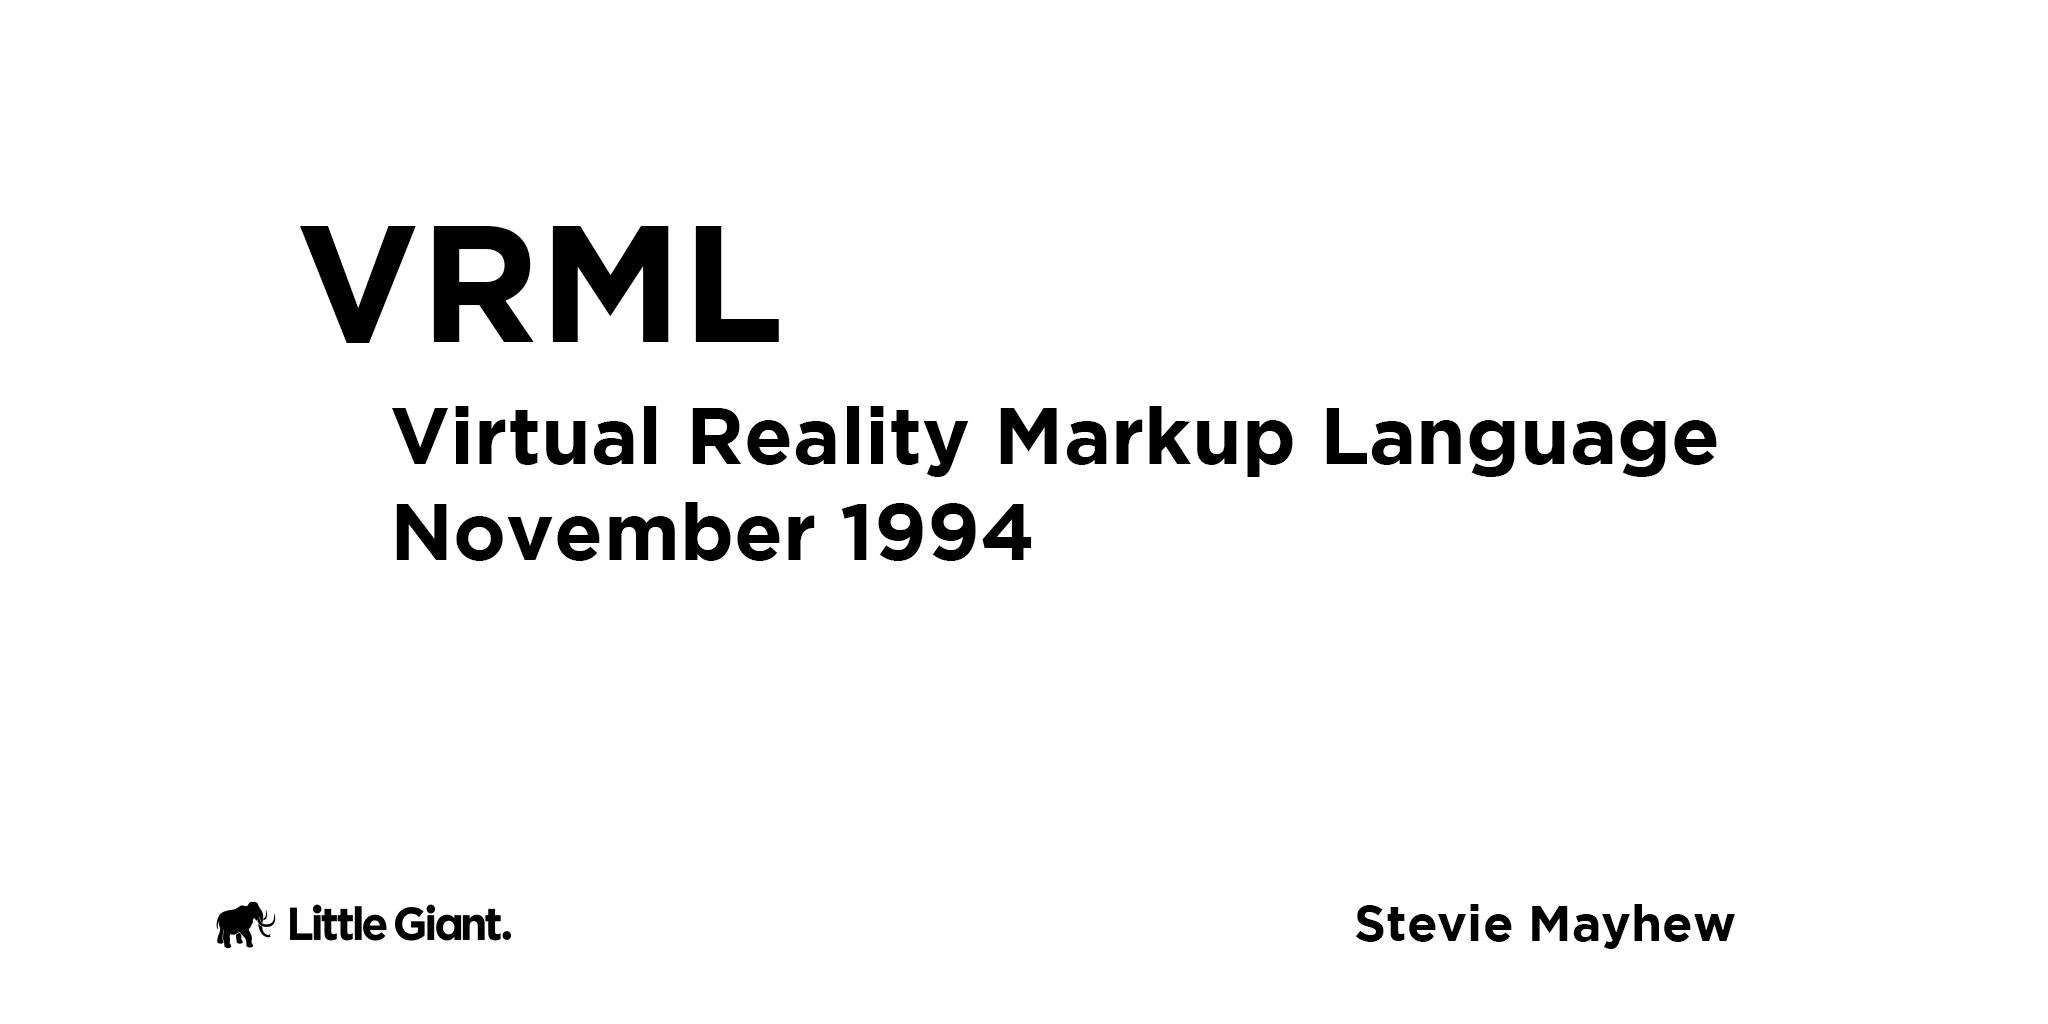 VRML
Virtual Reality Markup Language
November 1994
Little Giant.
Stevie Mayhew